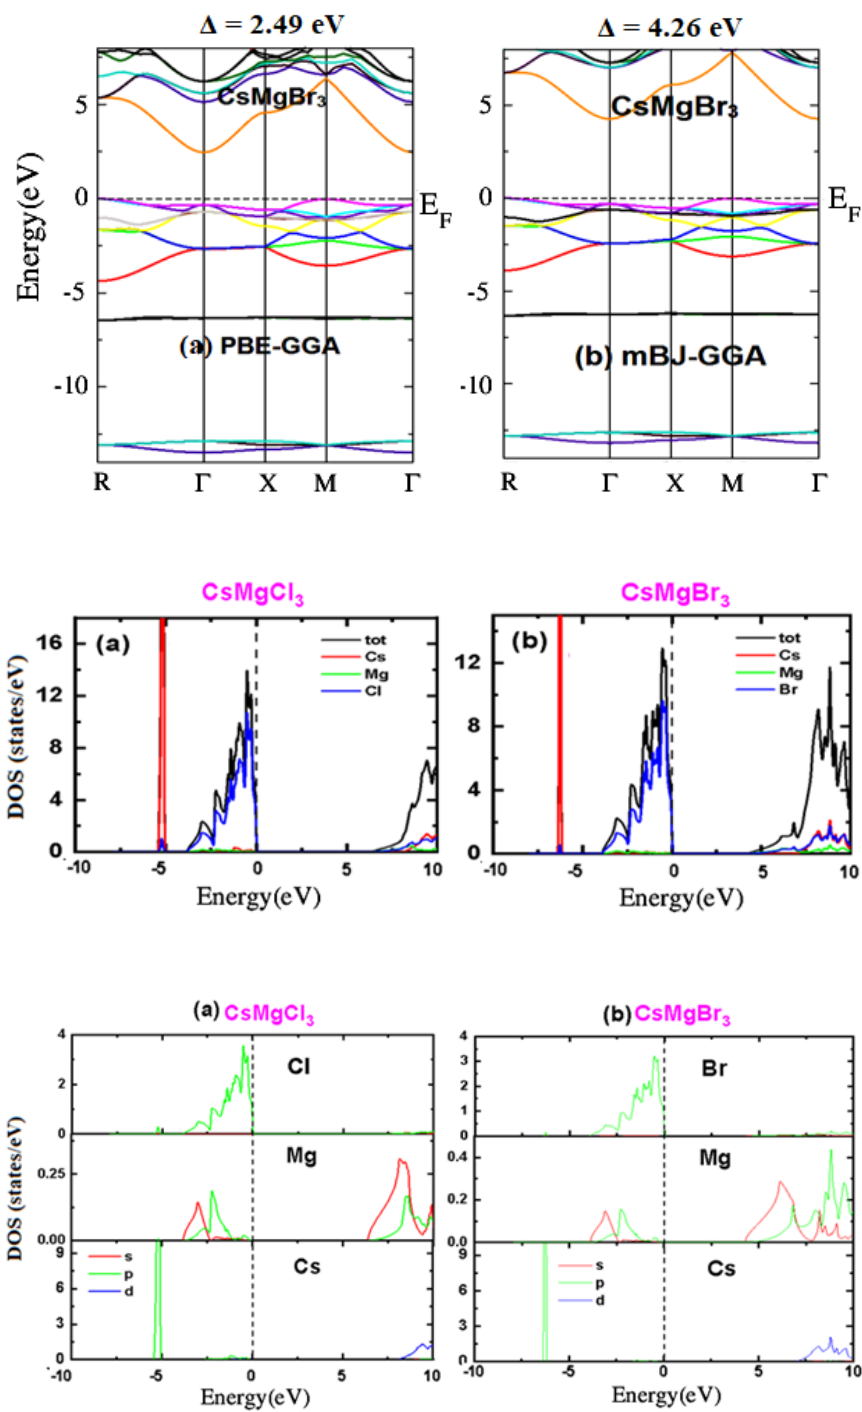 Δ = 2.49 eV
Δ = 4.26 eV
CsMgBr₃
CsMgBr₃
Energy(eV)
5
0
-5
-10
5
0
-5
-10
E_F
E_F
(a) PBE-GGA
(b) mBJ-GGA
R Γ X M Γ
R Γ X M Γ
CsMgCl₃
CsMgBr₃
DOS (states/eV)
16
12
8
4
0
(a)
tot
Cs
Mg
Cl
-5 0 5 10
Energy(eV)
12
8
4
0
(b)
tot
Cs
Mg
Br
-10 -5 0 5 10
Energy(eV)
(a) CsMgCl₃
(b) CsMgBr₃
DOS (states/eV)
4
2
0
Cl
0.25
0.00
Mg
9
6
3
0
Cs
s
p
d
-10 -5 0 5 10
Energy(eV)
4
3
2
1
0
Br
0.4
0.2
0.0
Mg
9
6
3
0
Cs
s
p
d
-10 -5 0 5 10
Energy(eV)